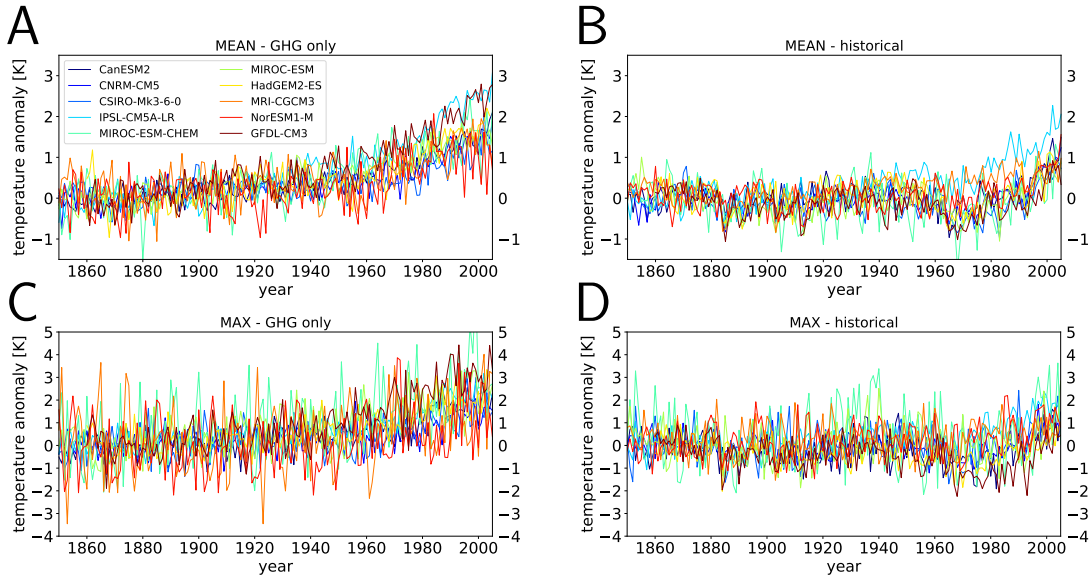 A
MEAN - GHG only
temperature anomaly [K]
3
2
1
0
−1
3
2
1
0
−1
CanESM2
CNRM-CM5
CSIRO-Mk3-6-0
IPSL-CM5A-LR
MIROC-ESM-CHEM
MIROC-ESM
HadGEM2-ES
MRI-CGCM3
NorESM1-M
GFDL-CM3
1860 1880 1900 1920 1940 1960 1980 2000
year
B
MEAN - historical
temperature anomaly [K]
3
2
1
0
−1
3
2
1
0
−1
1860 1880 1900 1920 1940 1960 1980 2000
year
C
MAX - GHG only
temperature anomaly [K]
5
4
3
2
1
0
−1
−2
−3
−4
5
4
3
2
1
0
−1
−2
−3
−4
1860 1880 1900 1920 1940 1960 1980 2000
year
D
MAX - historical
temperature anomaly [K]
5
4
3
2
1
0
−1
−2
−3
−4
5
4
3
2
1
0
−1
−2
−3
−4
1860 1880 1900 1920 1940 1960 1980 2000
year